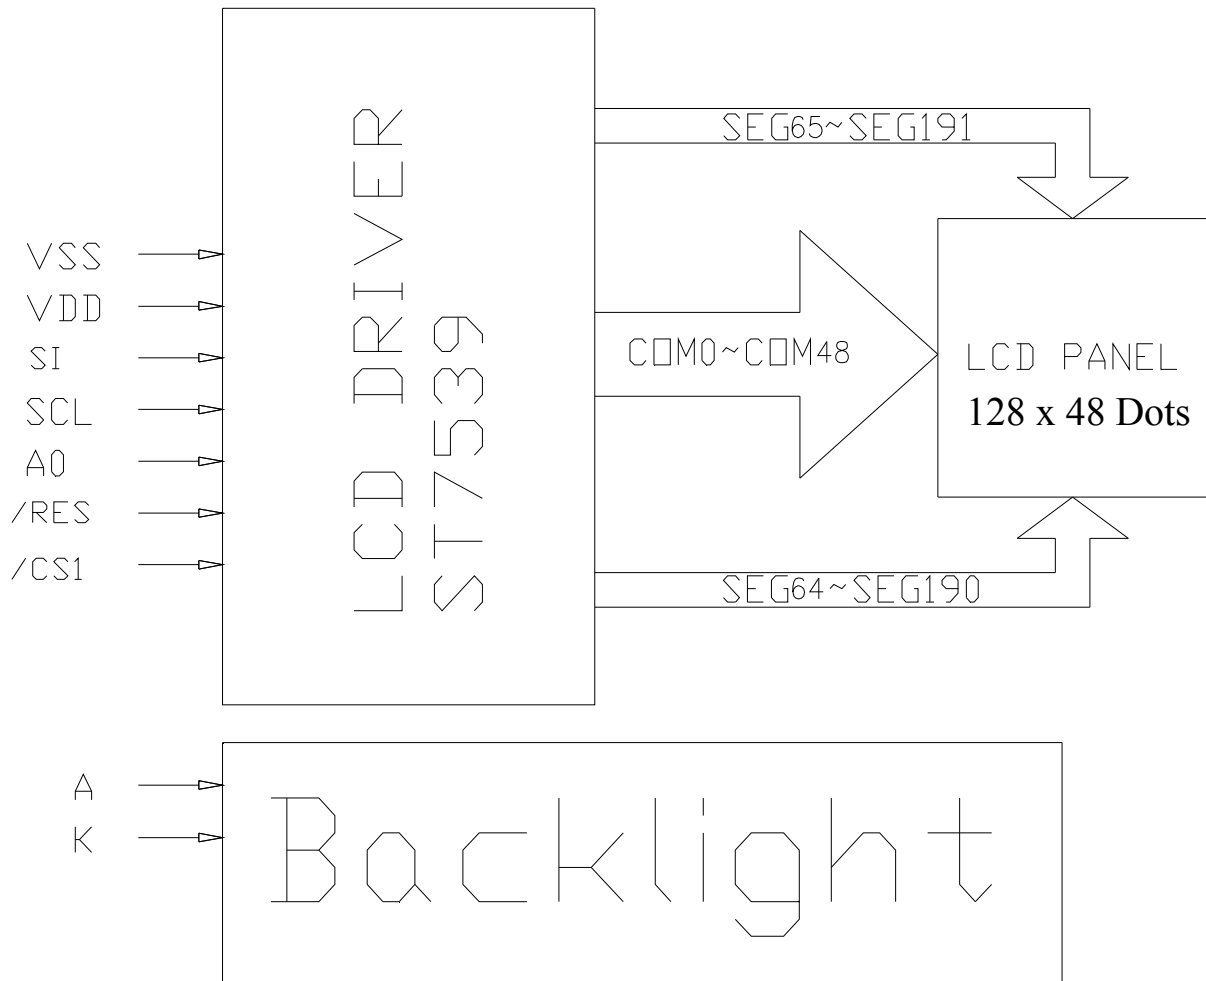 LCD DRIVER
ST7539
SEG65~SEG191
VSS
VDD
SI
SCL
A0
/RES
/CS1
COM0~COM48
LCD PANEL
128 x 48 Dots
SEG64~SEG190
A
K
Backlight